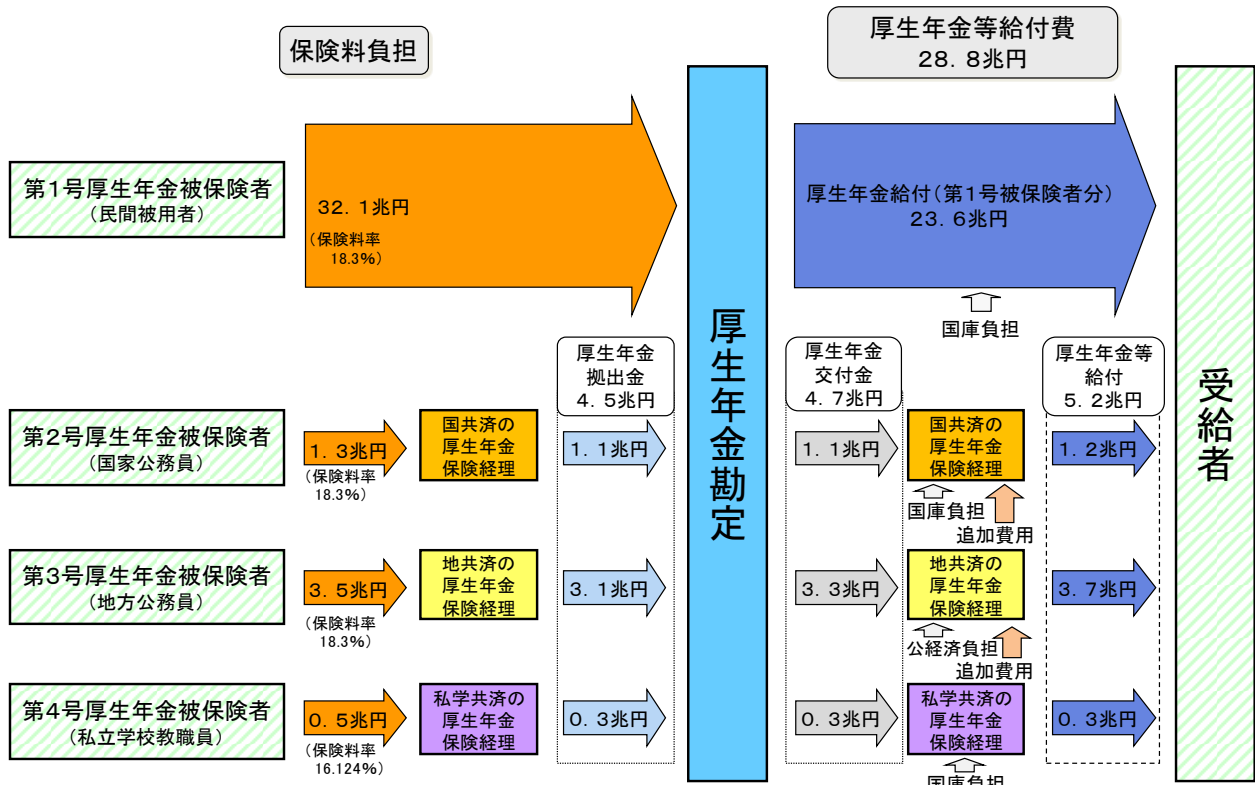 保険料負担
厚生年金等給付費
28.8兆円
第1号厚生年金被保険者
(民間被用者)
32.1兆円
(保険料率
18.3%)
厚生年金勘定
厚生年金給付(第1号被保険者分)
23.6兆円
国庫負担
受給者
厚生年金
拠出金
4.5兆円
厚生年金
交付金
4.7兆円
厚生年金等
給付
5.2兆円
第2号厚生年金被保険者
(国家公務員)
1.3兆円
(保険料率
18.3%)
国共済の
厚生年金
保険経理
1.1兆円
1.1兆円
国共済の
厚生年金
保険経理
1.2兆円
国庫負担
追加費用
第3号厚生年金被保険者
(地方公務員)
3.5兆円
(保険料率
18.3%)
地共済の
厚生年金
保険経理
3.1兆円
3.3兆円
地共済の
厚生年金
保険経理
3.7兆円
公経済負担
追加費用
第4号厚生年金被保険者
(私立学校教職員)
0.5兆円
(保険料率
16.124%)
私学共済の
厚生年金
保険経理
0.3兆円
0.3兆円
私学共済の
厚生年金
保険経理
0.3兆円
国庫負担